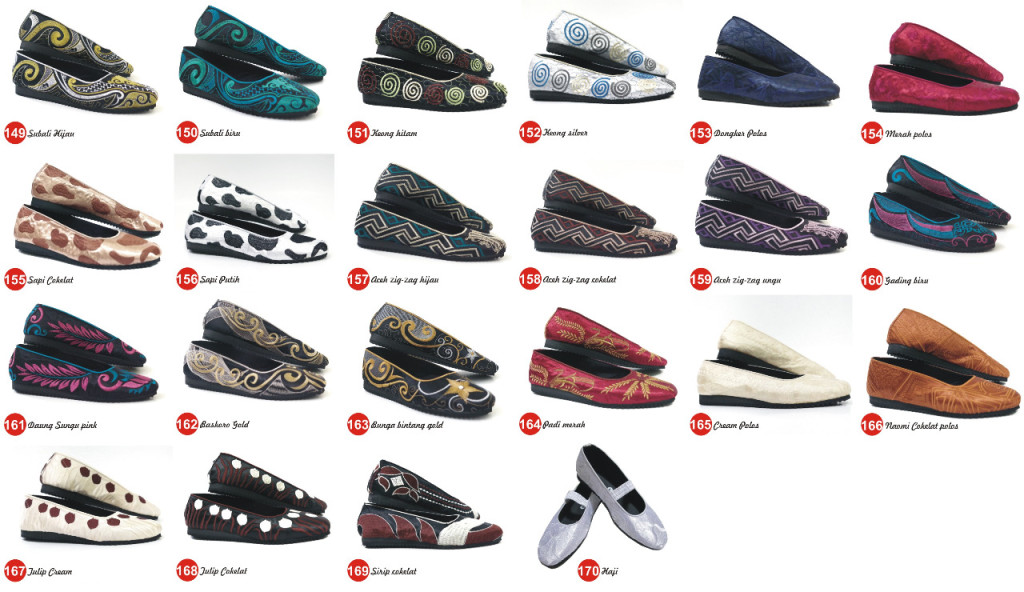 149 Subali Hijau
150 Subali biru
151 Keong hitam
152 Keong silver
153 Dongker Polos
154 Merah polos
155 Sapi Cokelat
156 Sapi Putih
157 Aceh zig-zag hijau
158 Aceh zig-zag cokelat
159 Aceh zig-zag ungu
160 Gading biru
161 Daung Sungu pink
162 Baskoro Gold
163 Bunga bintang gold
164 Padi merah
165 Cream Polos
166 Naomi Cokelat polos
167 Tulip Cream
168 Tulip Cokelat
169 Sirip cokelat
170 Haji